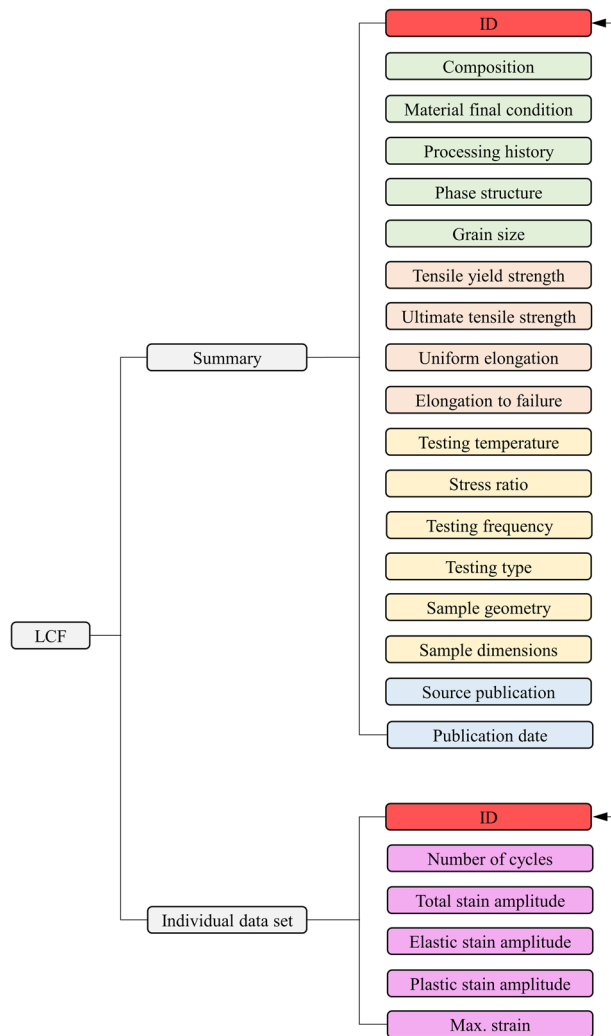 ID
Composition
Material final condition
Processing history
Phase structure
Grain size
Tensile yield strength
Ultimate tensile strength
Summary
Uniform elongation
Elongation to failure
Testing temperature
Stress ratio
Testing frequency
Testing type
Sample geometry
LCF
Sample dimensions
Source publication
Publication date
ID
Number of cycles
Total stain amplitude
Individual data set
Elastic stain amplitude
Plastic stain amplitude
Max. strain